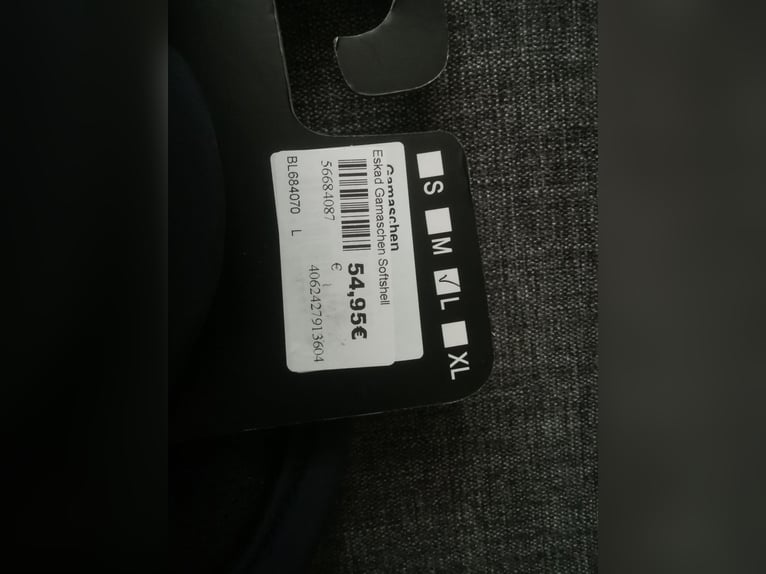 Gamaschen
Eskad Gamaschen Softshell
56684087
54,95€
€
4062427913604
BL684070 L
S
M
L
XL